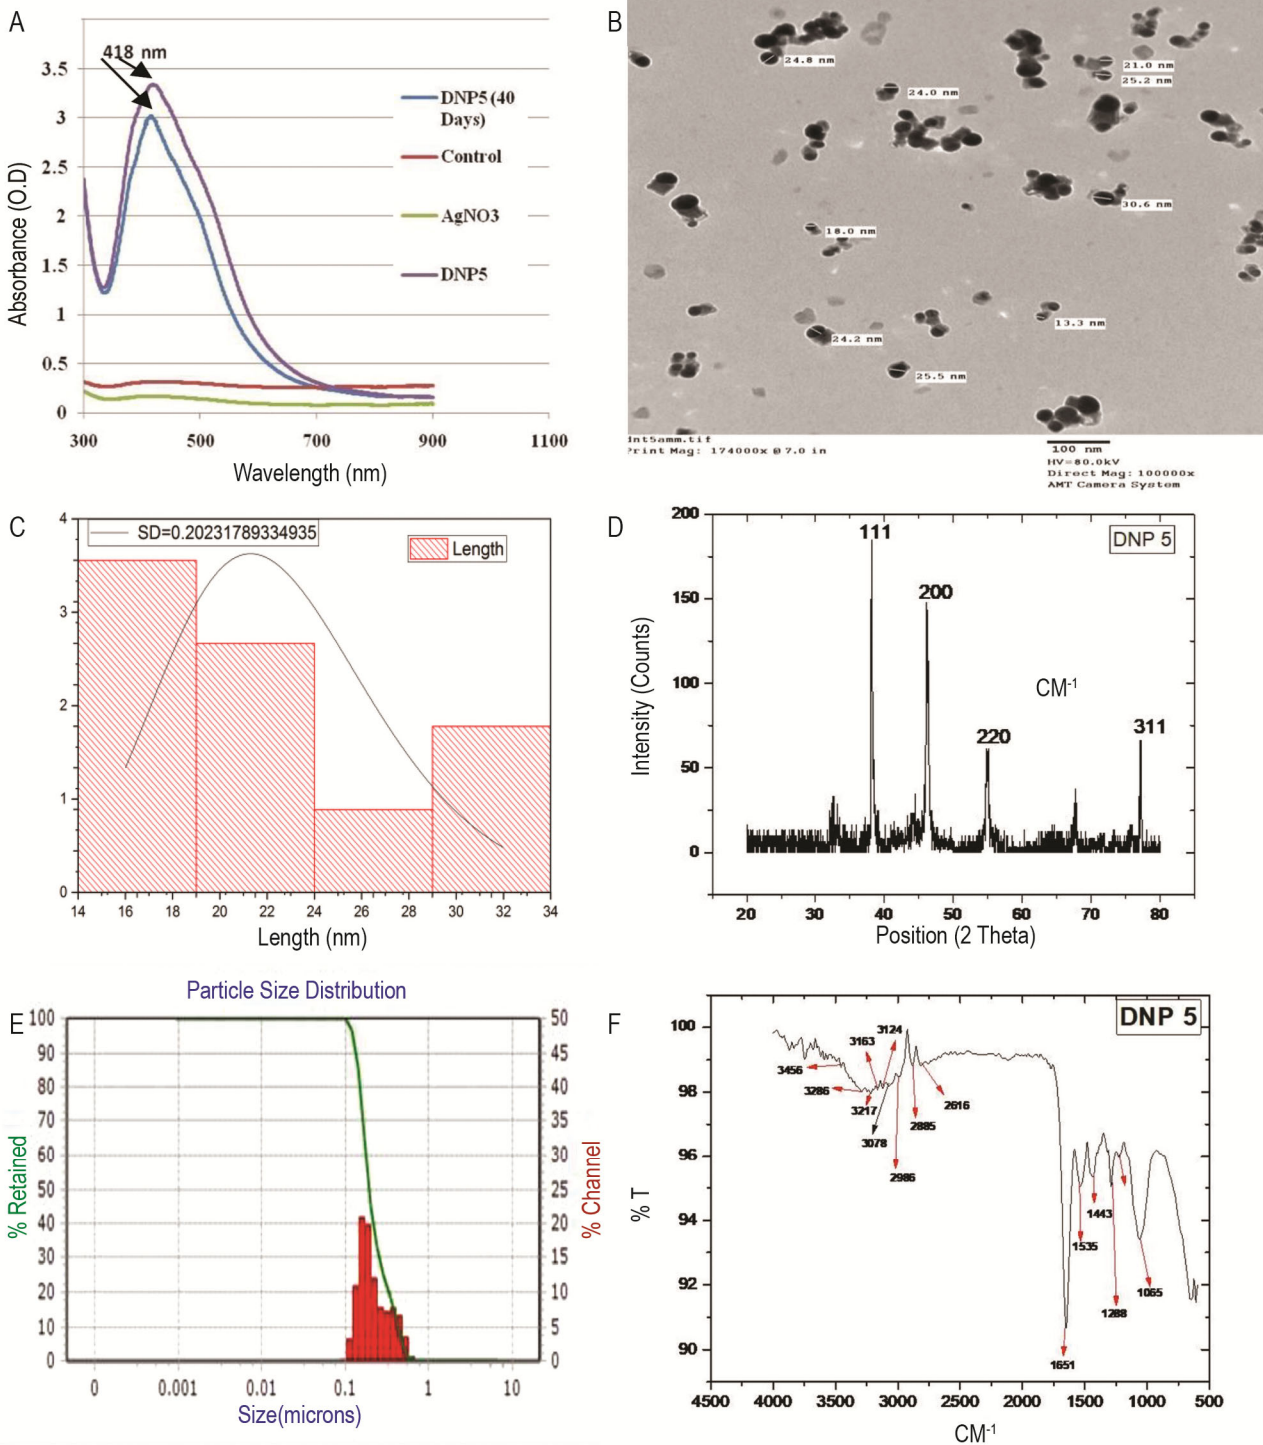 A
418 nm
3.5
3
2.5
2
1.5
1
0.5
0
300
500
700
900
1100
Absorbance (O.D)
Wavelength (nm)
DNP5 (40
Days)
Control
AgNO3
DNP5
B
24.8 nm
21.0 nm
25.2 nm
24.0 nm
30.6 nm
18.0 nm
13.3 nm
24.2 nm
25.5 nm
Print Mag: 174000x @ 7.0 in
100 nm
HV=80.0kV
Direct Mag: 100000x
AMT Camera System
C
4
3
2
1
0
SD=0.20231789334935
Length
14
16
18
20
22
24
26
28
30
32
34
Length (nm)
D
200
150
100
50
0
Intensity (Counts)
DNP 5
111
200
220
311
CM-1
20
30
40
50
60
70
80
Position (2 Theta)
Particle Size Distribution
E
100
90
80
70
60
50
40
30
20
10
0
% Retained
50
45
40
35
30
25
20
15
10
5
0
% Channel
0
0.001
0.01
0.1
1
10
Size(microns)
F
DNP 5
100
98
96
94
92
90
% T
3456
3286
3163
3124
3217
3078
2986
2885
2616
1651
1535
1443
1288
1065
4500
4000
3500
3000
2500
2000
1500
1000
500
CM-1